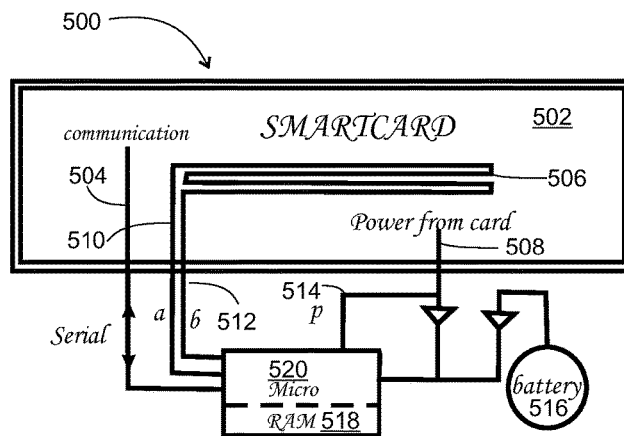 500
communication
SMARTCARD
502
504
506
510
Power from card
508
512
514
Serial
a
b
p
520
Micro
RAM 518
battery
516